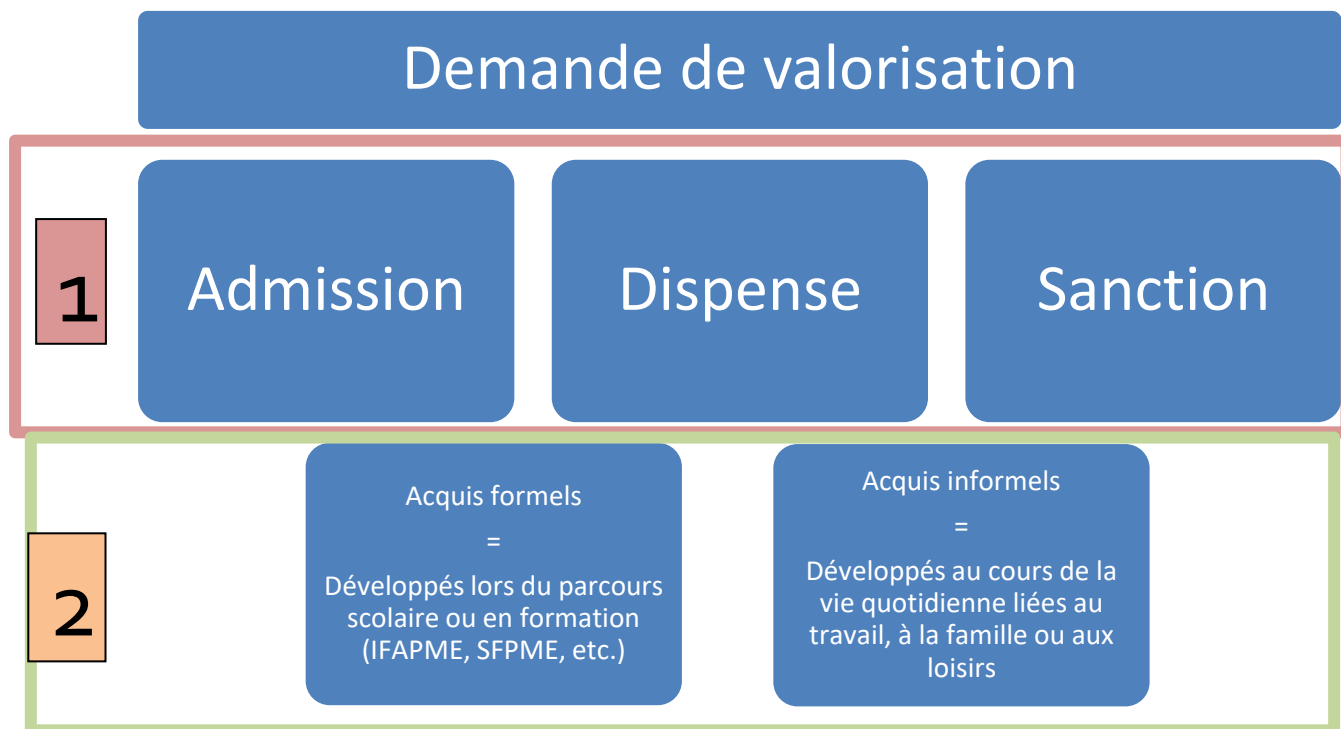 Demande de valorisation
1
Admission
Dispense
Sanction
2
Acquis formels
=
Développés lors du parcours
scolaire ou en formation
(IFAPME, SFPME, etc.)
Acquis informels
=
Développés au cours de la
vie quotidienne liées au
travail, à la famille ou aux
loisirs